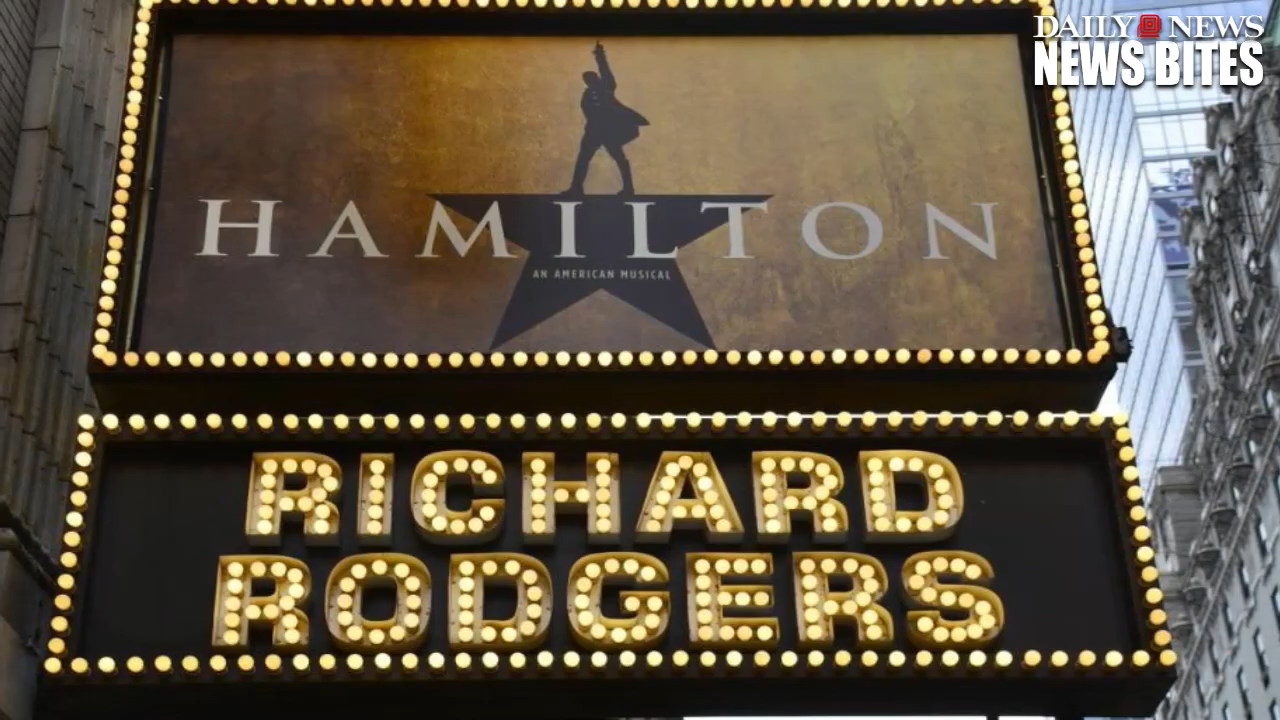 DAILY NEWS
NEWS BITES
HAMILTON
AN AMERICAN MUSICAL
RICHARD
RODGERS